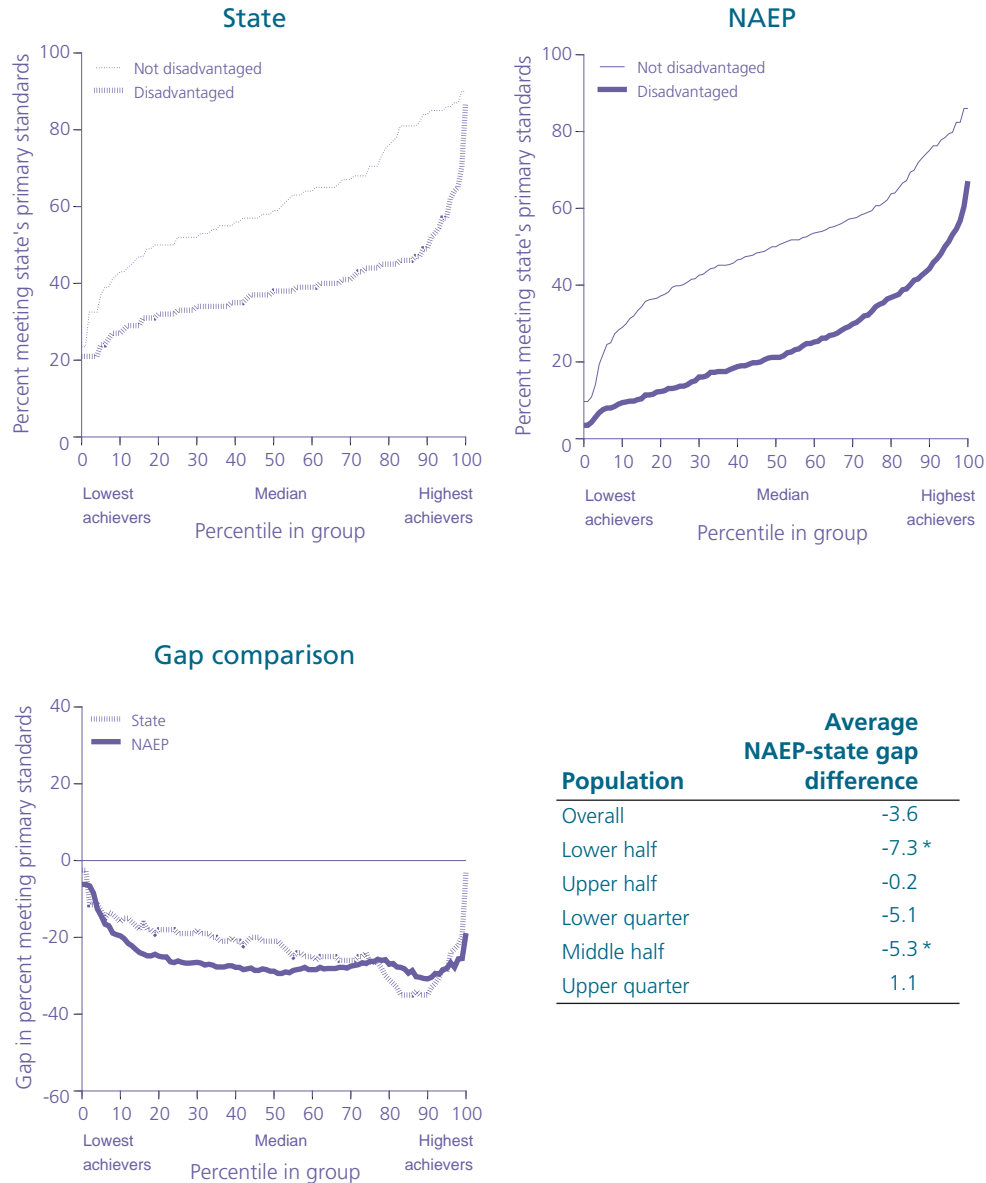 State
Percent meeting state's primary standards
100
80
60
40
20
0
Not disadvantaged
Disadvantaged
0 10 20 30 40 50 60 70 80 90 100
Lowest achievers
Median
Highest achievers
Percentile in group
NAEP
Percent meeting state's primary standards
100
80
60
40
20
0
Not disadvantaged
Disadvantaged
0 10 20 30 40 50 60 70 80 90 100
Lowest achievers
Median
Highest achievers
Percentile in group
Gap comparison
Gap in percent meeting primary standards
40
20
0
-20
-40
-60
State
NAEP
0 10 20 30 40 50 60 70 80 90 100
Lowest achievers
Median
Highest achievers
Percentile in group
Average
NAEP-state gap
Population difference
Overall -3.6
Lower half -7.3 *
Upper half -0.2
Lower quarter -5.1
Middle half -5.3 *
Upper quarter 1.1